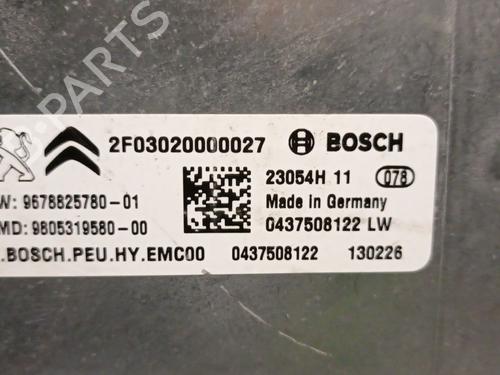 2F03020000027 BOSCH
23054H 11 078
W: 9678825780-01 Made in Germany
MD: 9805319580-00 0437508122 LW
.BOSCH.PEU.HY.EMC00 0437508122 130226
B-PARTS